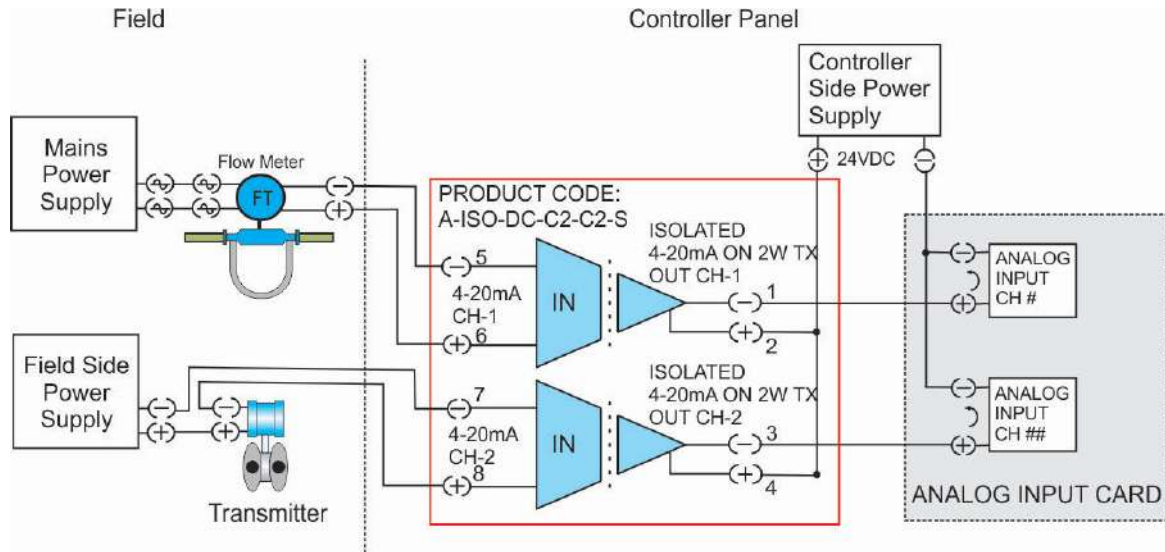 Field
Controller Panel
Controller
Side Power
Supply
Mains
Power
Supply
Flow Meter
FT
24VDC
PRODUCT CODE:
A-ISO-DC-C2-C2-S
ISOLATED
4-20mA ON 2W TX
OUT CH-1
5
4-20mA
CH-1
6
IN
1
2
ANALOG
INPUT
CH #
Field Side
Power
Supply
Transmitter
7
4-20mA
CH-2
8
IN
ISOLATED
4-20mA ON 2W TX
OUT CH-2
3
4
ANALOG
INPUT
CH ##
ANALOG INPUT CARD